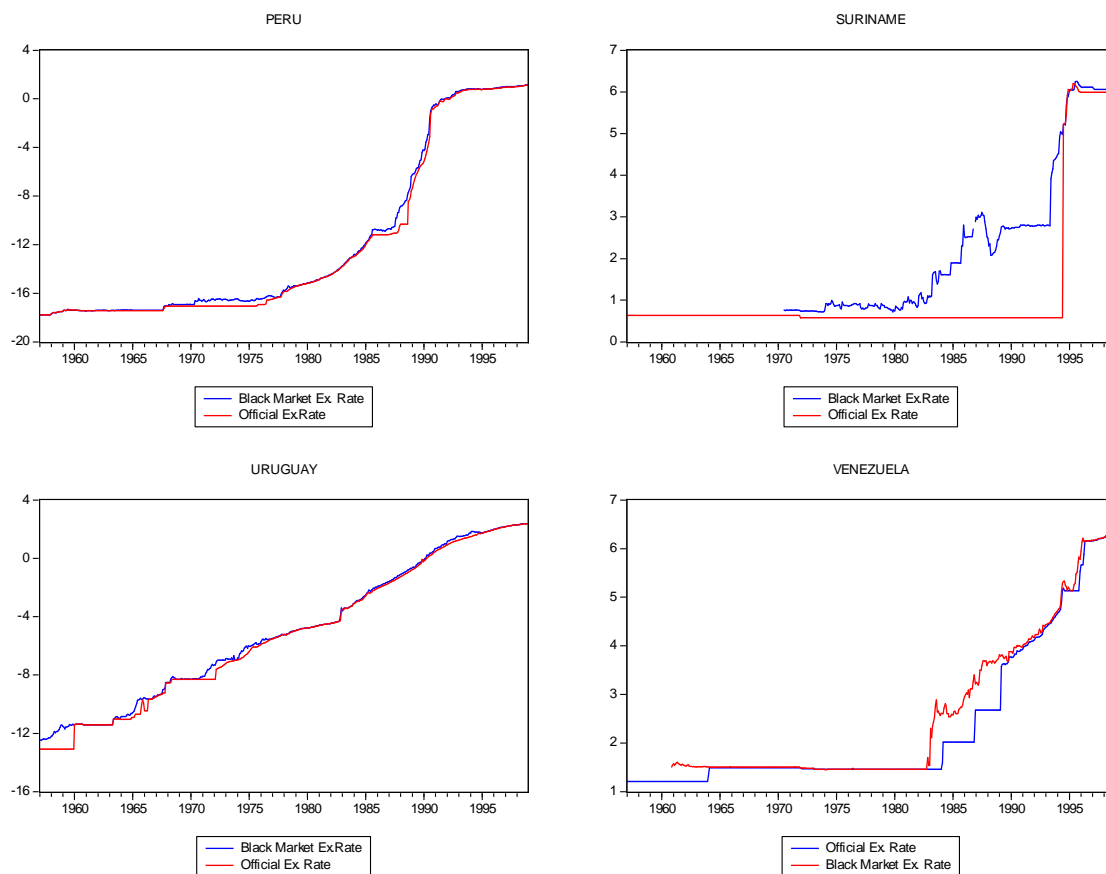 PERU
4
0
-4
-8
-12
-16
-20
1960 1965 1970 1975 1980 1985 1990 1995
Black Market Ex. Rate
Official Ex.Rate
SURINAME
7
6
5
4
3
2
1
0
1960 1965 1970 1975 1980 1985 1990 1995
Black Market Ex.Rate
Official Ex. Rate
URUGUAY
4
0
-4
-8
-12
-16
1960 1965 1970 1975 1980 1985 1990 1995
Black Market Ex.Rate
Official Ex. Rate
VENEZUELA
7
6
5
4
3
2
1
1960 1965 1970 1975 1980 1985 1990 1995
Official Ex. Rate
Black Market Ex. Rate